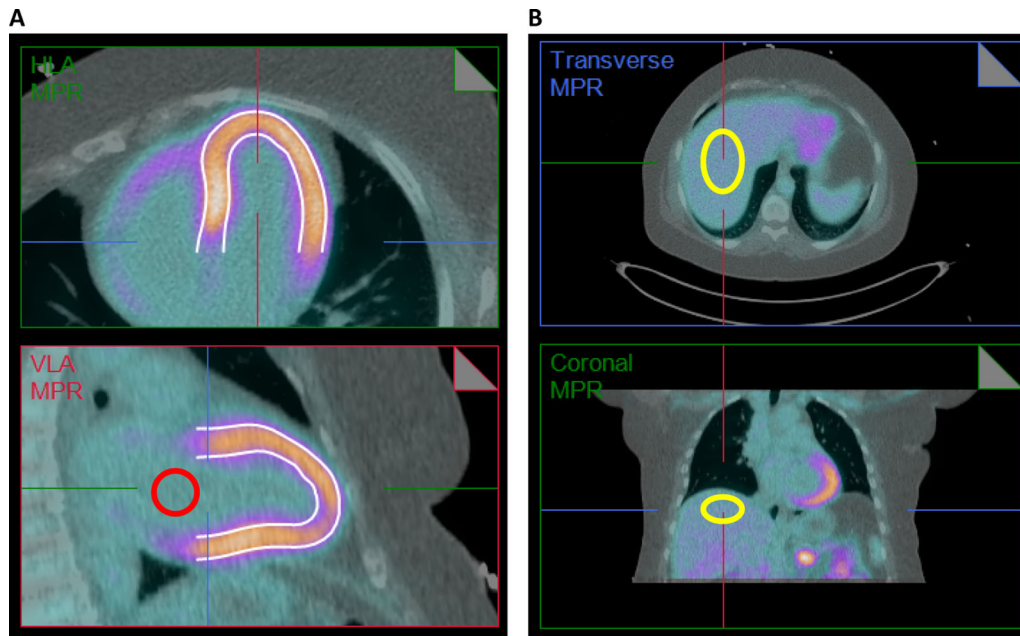 A
HLA
MPR
VLA
MPR
B
Transverse
MPR
Coronal
MPR